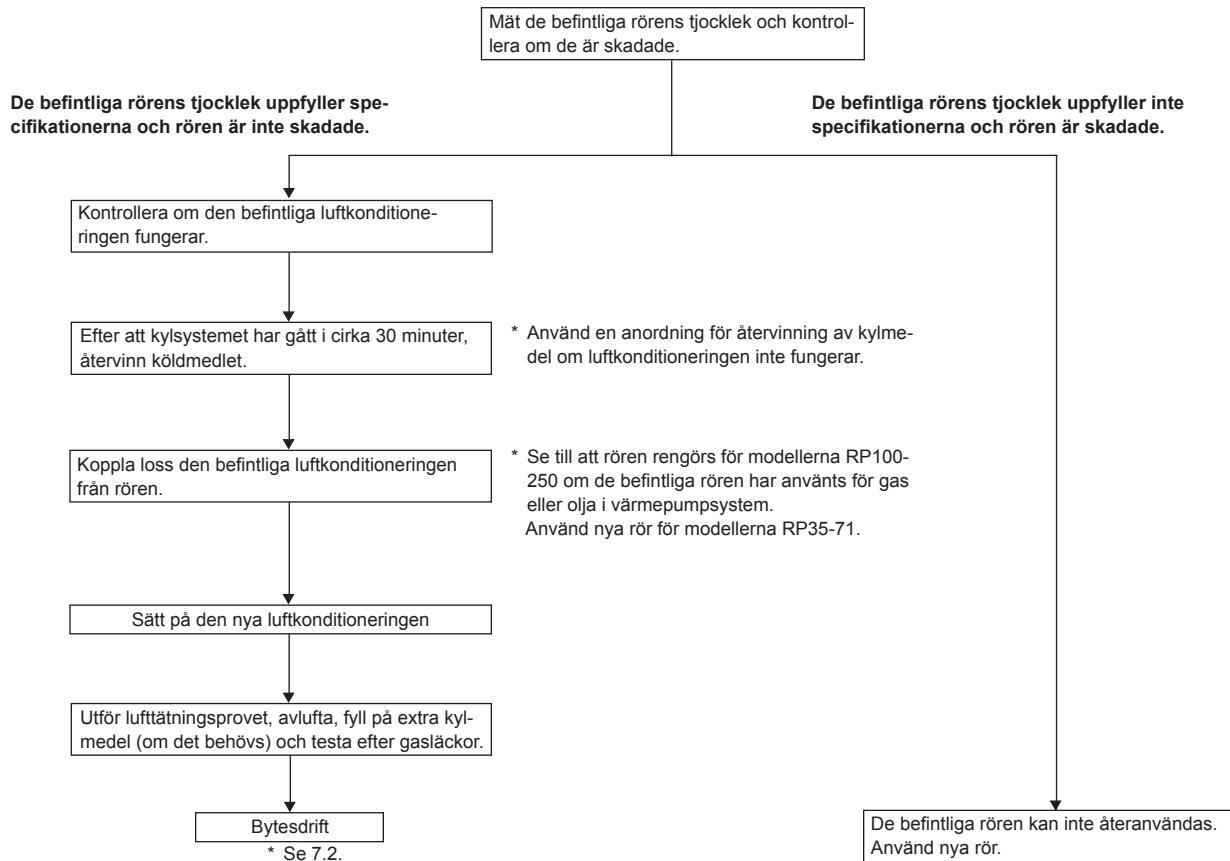 Mät de befintliga rörens tjocklek och kontrol-
lera om de är skadade.
De befintliga rörens tjocklek uppfyller spe-
cifikationerna och rören är inte skadade.
De befintliga rörens tjocklek uppfyller inte
specifikationerna och rören är skadade.
Kontrollera om den befintliga luftkonditione-
ringen fungerar.
Efter att kylsystemet har gått i cirka 30 minuter,
återvinn köldmedlet.
* Använd en anordning för återvinning av kylme-
del om luftkonditioneringen inte fungerar.
Koppla loss den befintliga luftkonditioneringen
från rören.
* Se till att rören rengörs för modellerna RP100-
250 om de befintliga rören har använts för gas
eller olja i värmepumpsystem.
Använd nya rör för modellerna RP35-71.
Sätt på den nya luftkonditioneringen
Utför lufttätningsprovet, avlufta, fyll på extra kyl-
medel (om det behövs) och testa efter gasläckor.
Bytesdrift
* Se 7.2.
De befintliga rören kan inte återanvändas.
Använd nya rör.